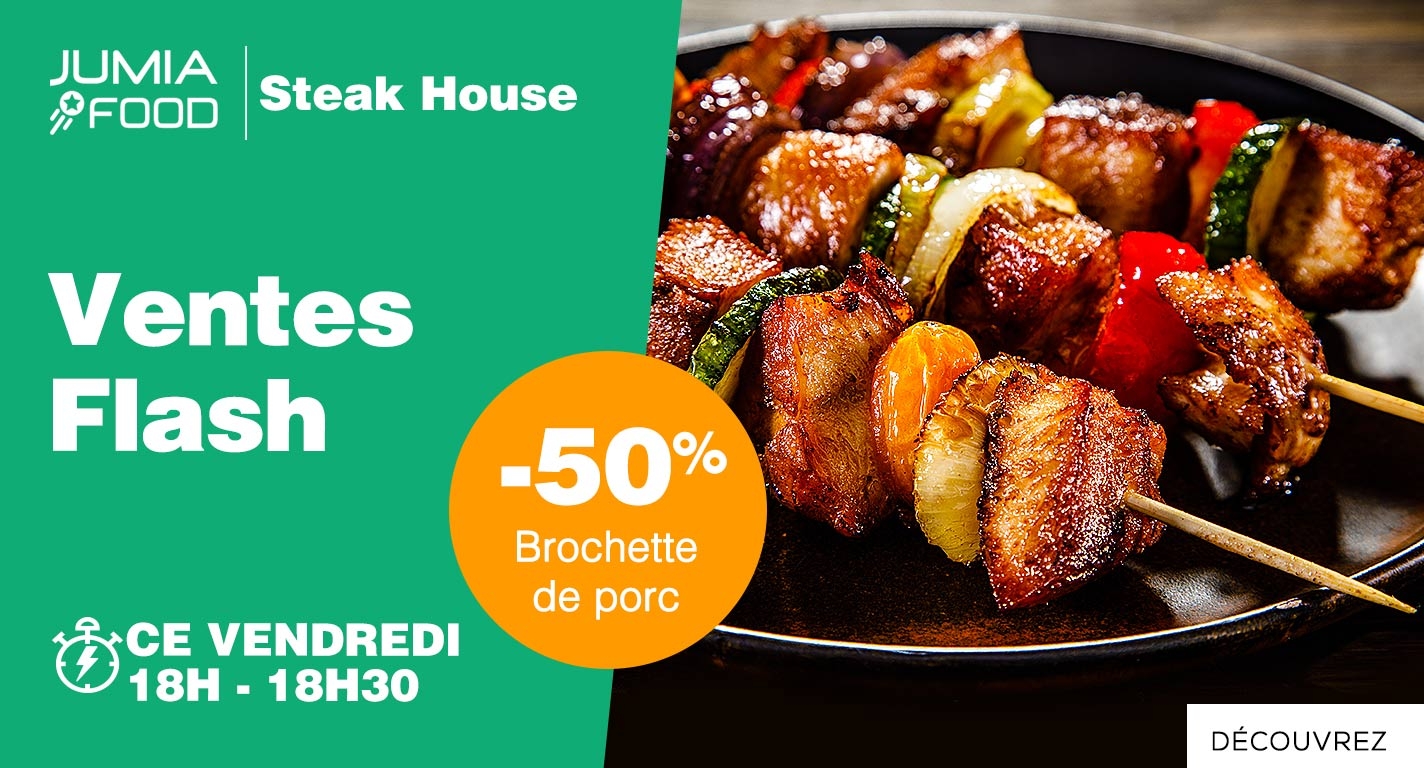 JUMIA
FOOD
Steak House
Ventes
Flash
-50%
Brochette
de porc
CE VENDREDI
18H - 18H30
DÉCOUVREZ